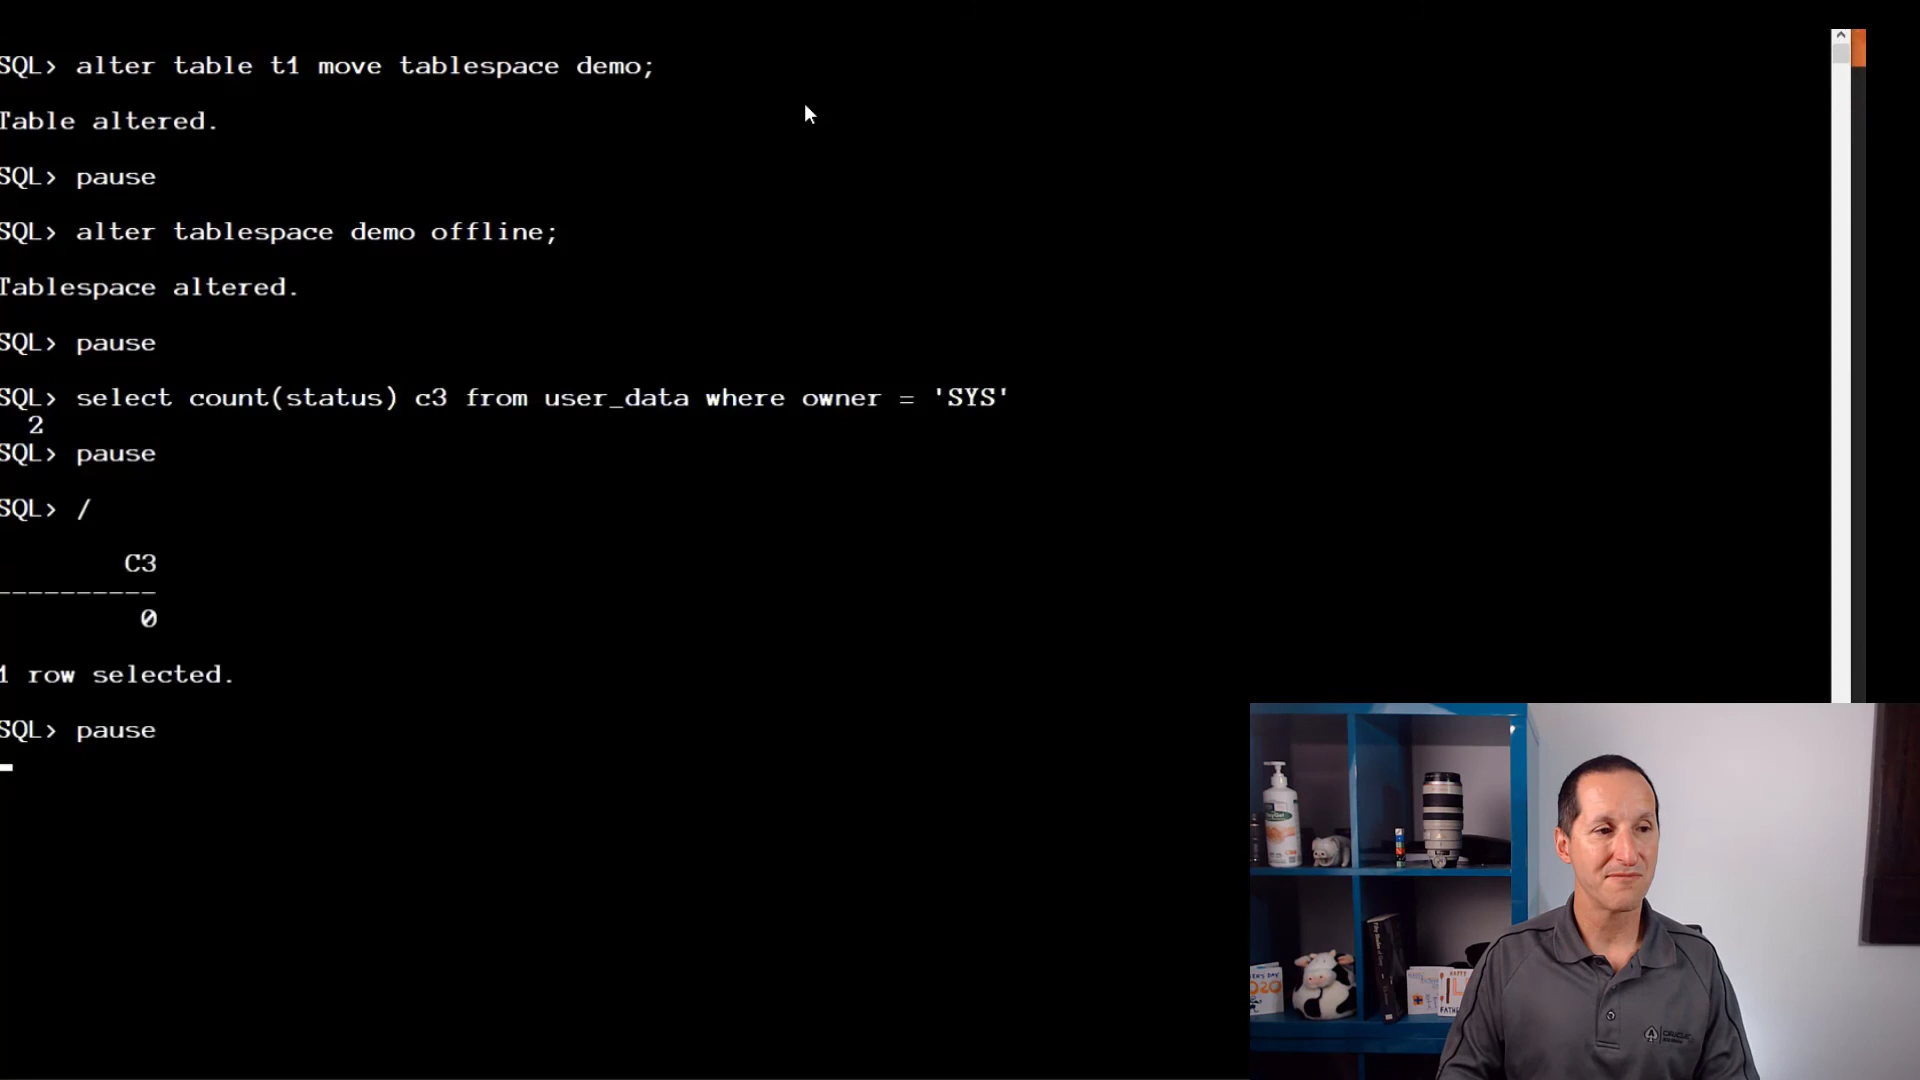 SQL> alter table t1 move tablespace demo;
Table altered.
SQL> pause
SQL> alter tablespace demo offline;
Tablespace altered.
SQL> pause
SQL> select count(status) c3 from user_data where owner = 'SYS'
2
SQL> pause
SQL> /
C3
----------
0
1 row selected.
SQL> pause